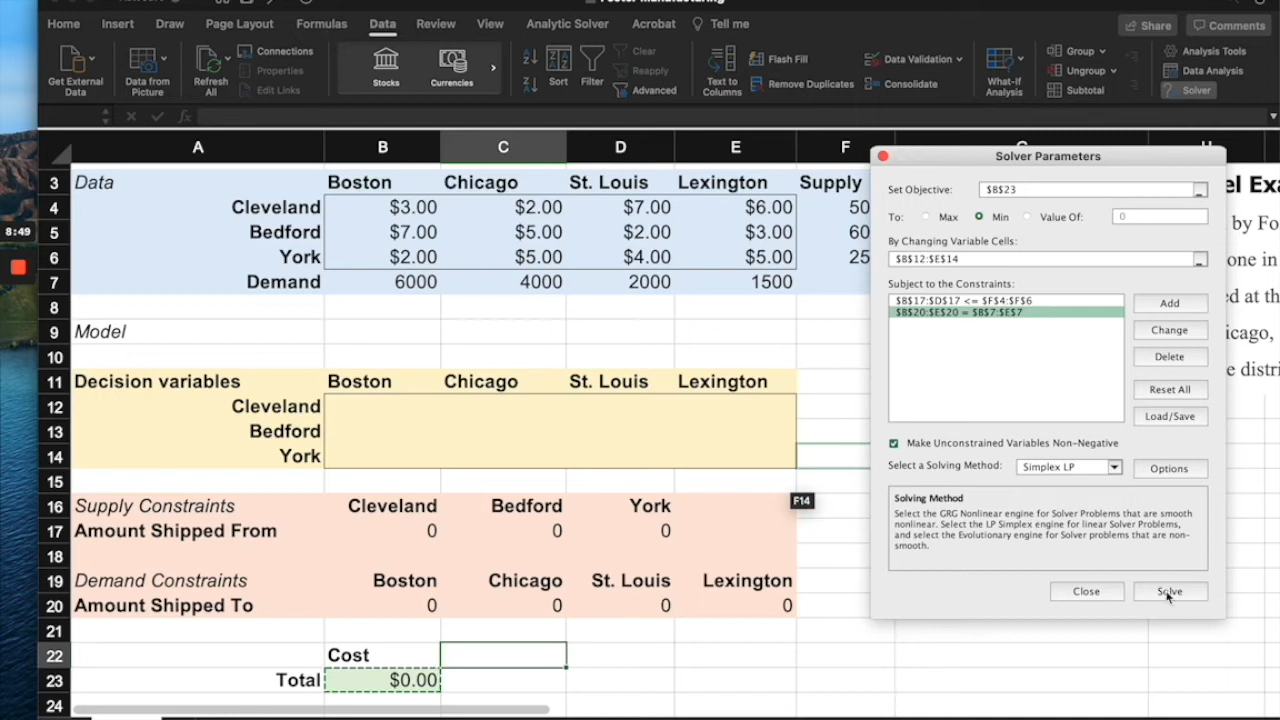 Home Insert Draw Page Layout Formulas Data Review View Analytic Solver Acrobat Tell me Share Comments
Get External Data
Data from Picture
Refresh All
Connections
Properties
Edit Links
Stocks
Currencies
Sort
Filter
Clear
Reapply
Advanced
Text to Columns
Flash Fill
Remove Duplicates
Data Validation
Consolidate
What-If Analysis
Group
Ungroup
Subtotal
Analysis Tools
Data Analysis
Solver
fx
A B C D E F
3 Data Boston Chicago St. Louis Lexington Supply
4 Cleveland $3.00 $2.00 $7.00 $6.00 50
5 Bedford $7.00 $5.00 $2.00 $3.00 60
6 York $2.00 $5.00 $4.00 $5.00 25
7 Demand 6000 4000 2000 1500
8
9 Model
10
11 Decision variables Boston Chicago St. Louis Lexington
12 Cleveland
13 Bedford
14 York
15
16 Supply Constraints Cleveland Bedford York
17 Amount Shipped From 0 0 0
18
19 Demand Constraints Boston Chicago St. Louis Lexington
20 Amount Shipped To 0 0 0 0
21
22 Cost
23 Total $0.00
24
8:49
F14
Solver Parameters
Set Objective: $B$23
To: Max Min Value Of: 0
By Changing Variable Cells:
$B$12:$E$14
Subject to the Constraints:
$B$17:$D$17 <= $F$4:$F$6
$B$20:$E$20 = $B$7:$E$7
Add
Change
Delete
Reset All
Load/Save
Make Unconstrained Variables Non-Negative
Select a Solving Method: Simplex LP Options
Solving Method
Select the GRG Nonlinear engine for Solver Problems that are smooth
nonlinear. Select the LP Simplex engine for linear Solver Problems,
and select the Evolutionary engine for Solver problems that are non-
smooth.
Close Solve
el Exa
by Fo
one in
ed at the
icago,
e distri